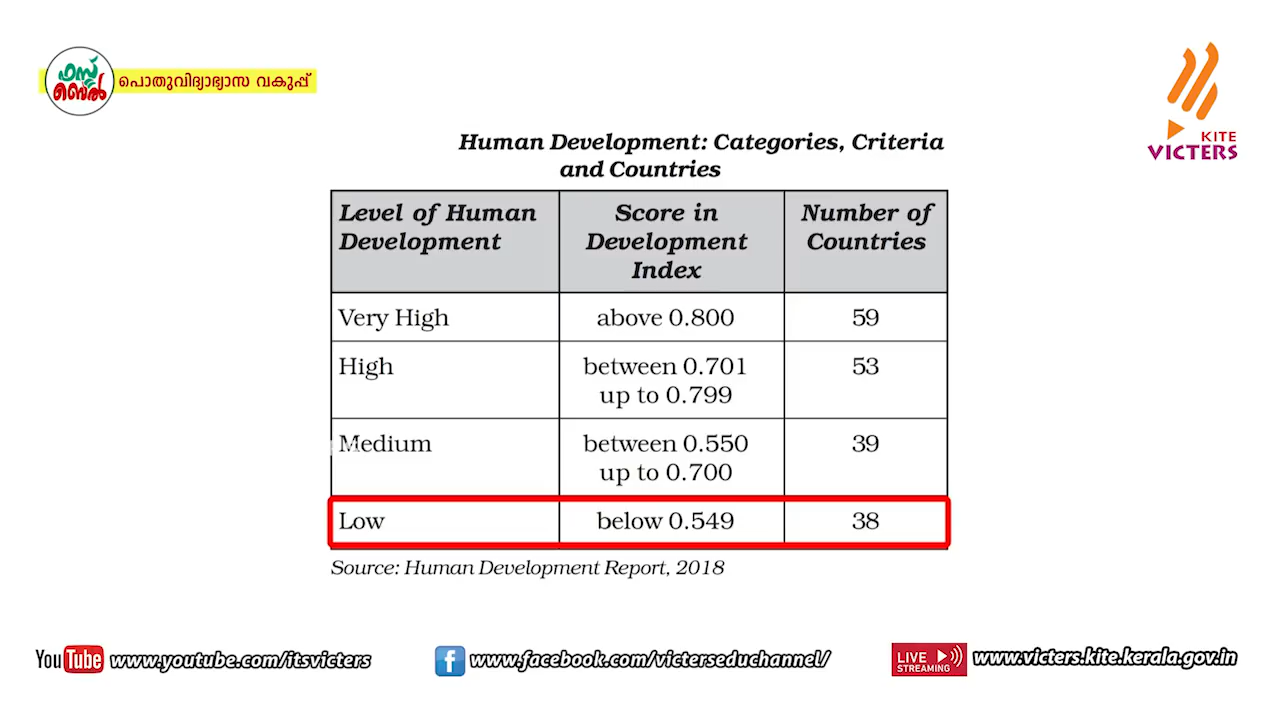 ഫസ്റ്റ് ബെൽ
പൊതുവിദ്യാഭ്യാസ വകുപ്പ്
KITE
VICTERS
Human Development: Categories, Criteria
and Countries
Level of Human Development
Score in Development Index
Number of Countries
Very High above 0.800 59
High between 0.701 up to 0.799 53
Medium between 0.550 up to 0.700 39
Low below 0.549 38
Source: Human Development Report, 2018
YouTube www.youtube.com/itsvicters
f www.facebook.com/victerseduchannel/
LIVE STREAMING www.victers.kite.kerala.gov.in